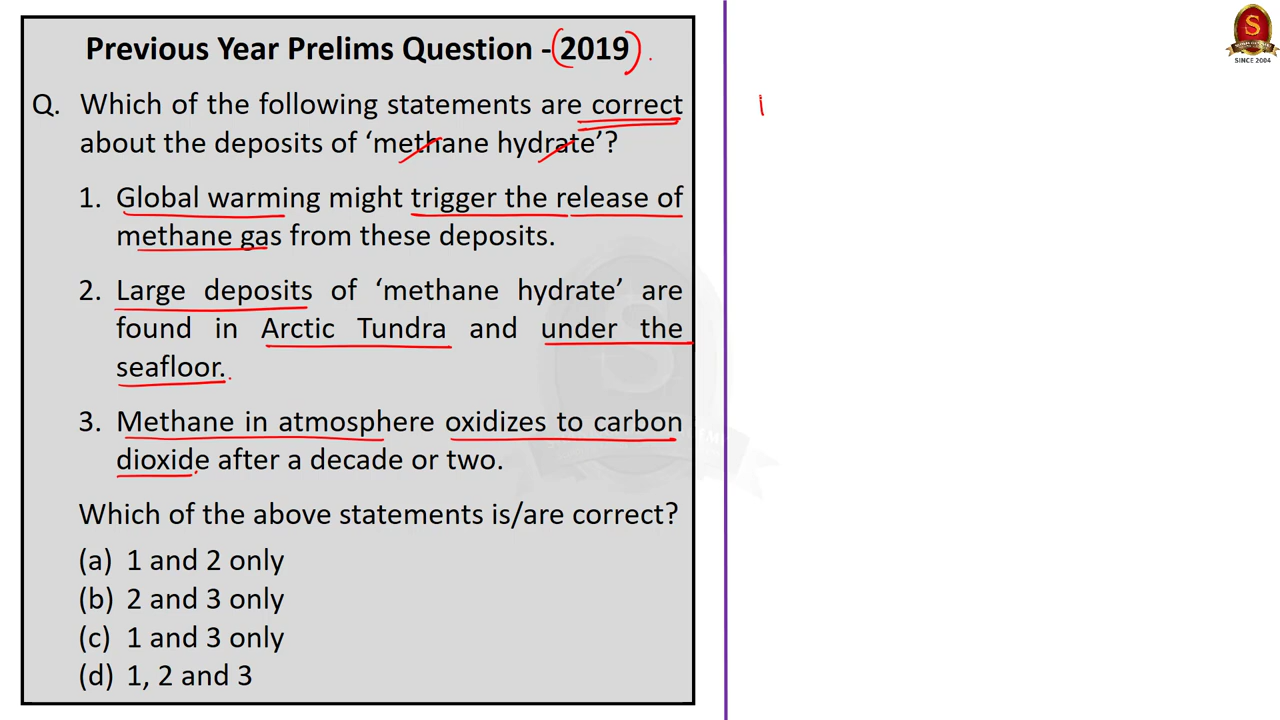 Previous Year Prelims Question - 2019
Q. Which of the following statements are correct
about the deposits of ‘methane hydrate’?
1. Global warming might trigger the release of
methane gas from these deposits.
2. Large deposits of ‘methane hydrate’ are
found in Arctic Tundra and under the
seafloor.
3. Methane in atmosphere oxidizes to carbon
dioxide after a decade or two.
Which of the above statements is/are correct?
(a) 1 and 2 only
(b) 2 and 3 only
(c) 1 and 3 only
(d) 1, 2 and 3
S
SINCE 2004